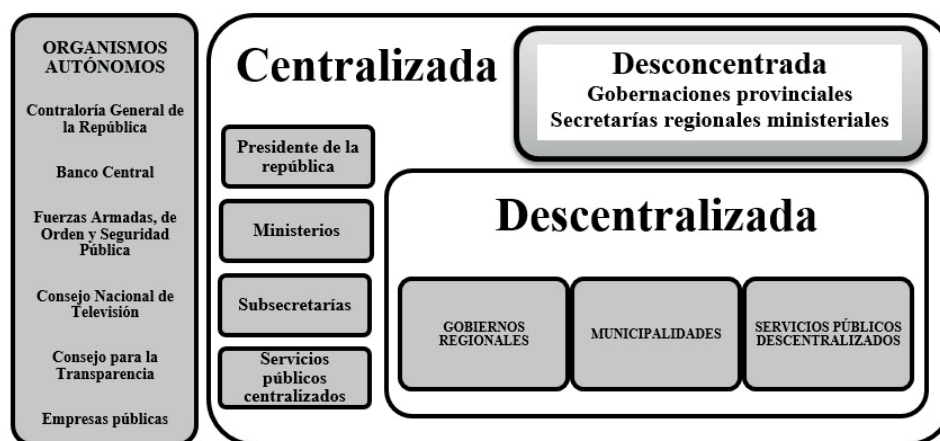 ORGANISMOS
AUTÓNOMOS
Contraloría General de
la República
Banco Central
Fuerzas Armadas, de
Orden y Seguridad
Pública
Consejo Nacional de
Televisión
Consejo para la
Transparencia
Empresas públicas
Centralizada
Presidente de la
república
Ministerios
Subsecretarías
Servicios
públicos
centralizados
Desconcentrada
Gobernaciones provinciales
Secretarías regionales ministeriales
Descentralizada
GOBIERNOS
REGIONALES
MUNICIPALIDADES
SERVICIOS PÚBLICOS
DESCENTRALIZADOS